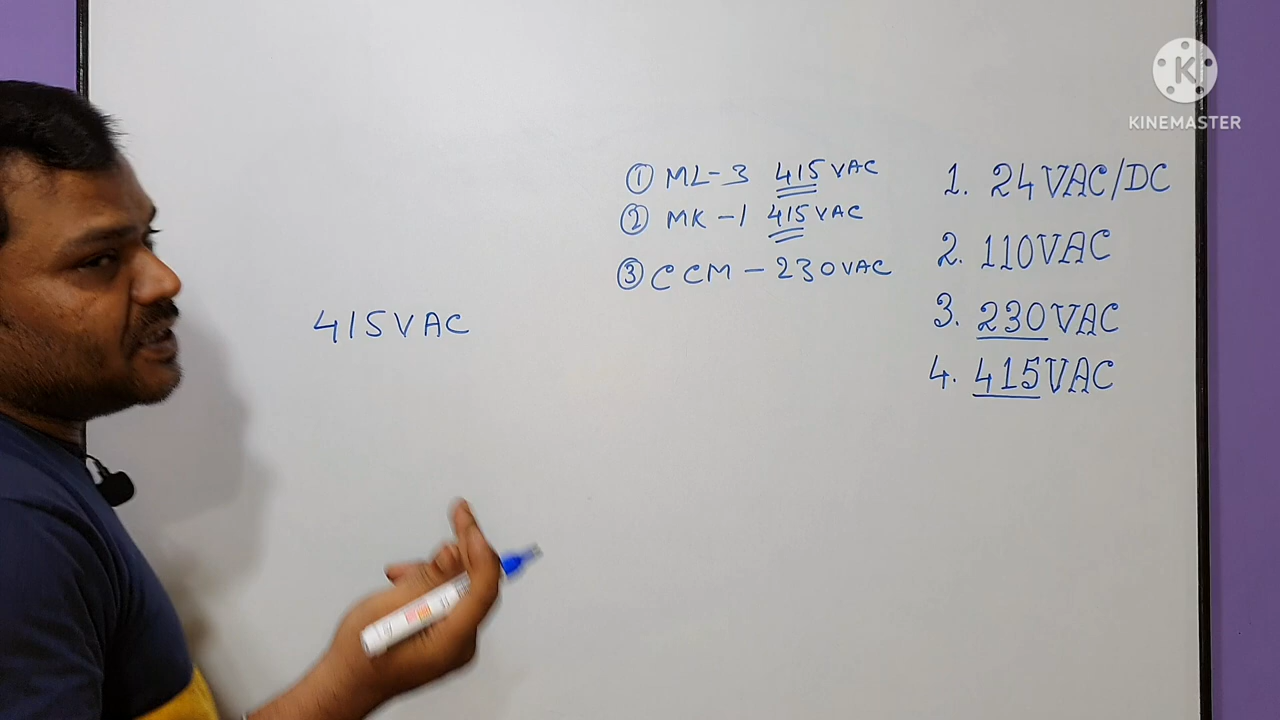 ① ML-3 415VAC
② MK-1 415VAC
③ CCM - 230VAC
415VAC
1. 24VAC/DC
2. 110VAC
3. 230VAC
4. 415VAC
K
KINEMASTER